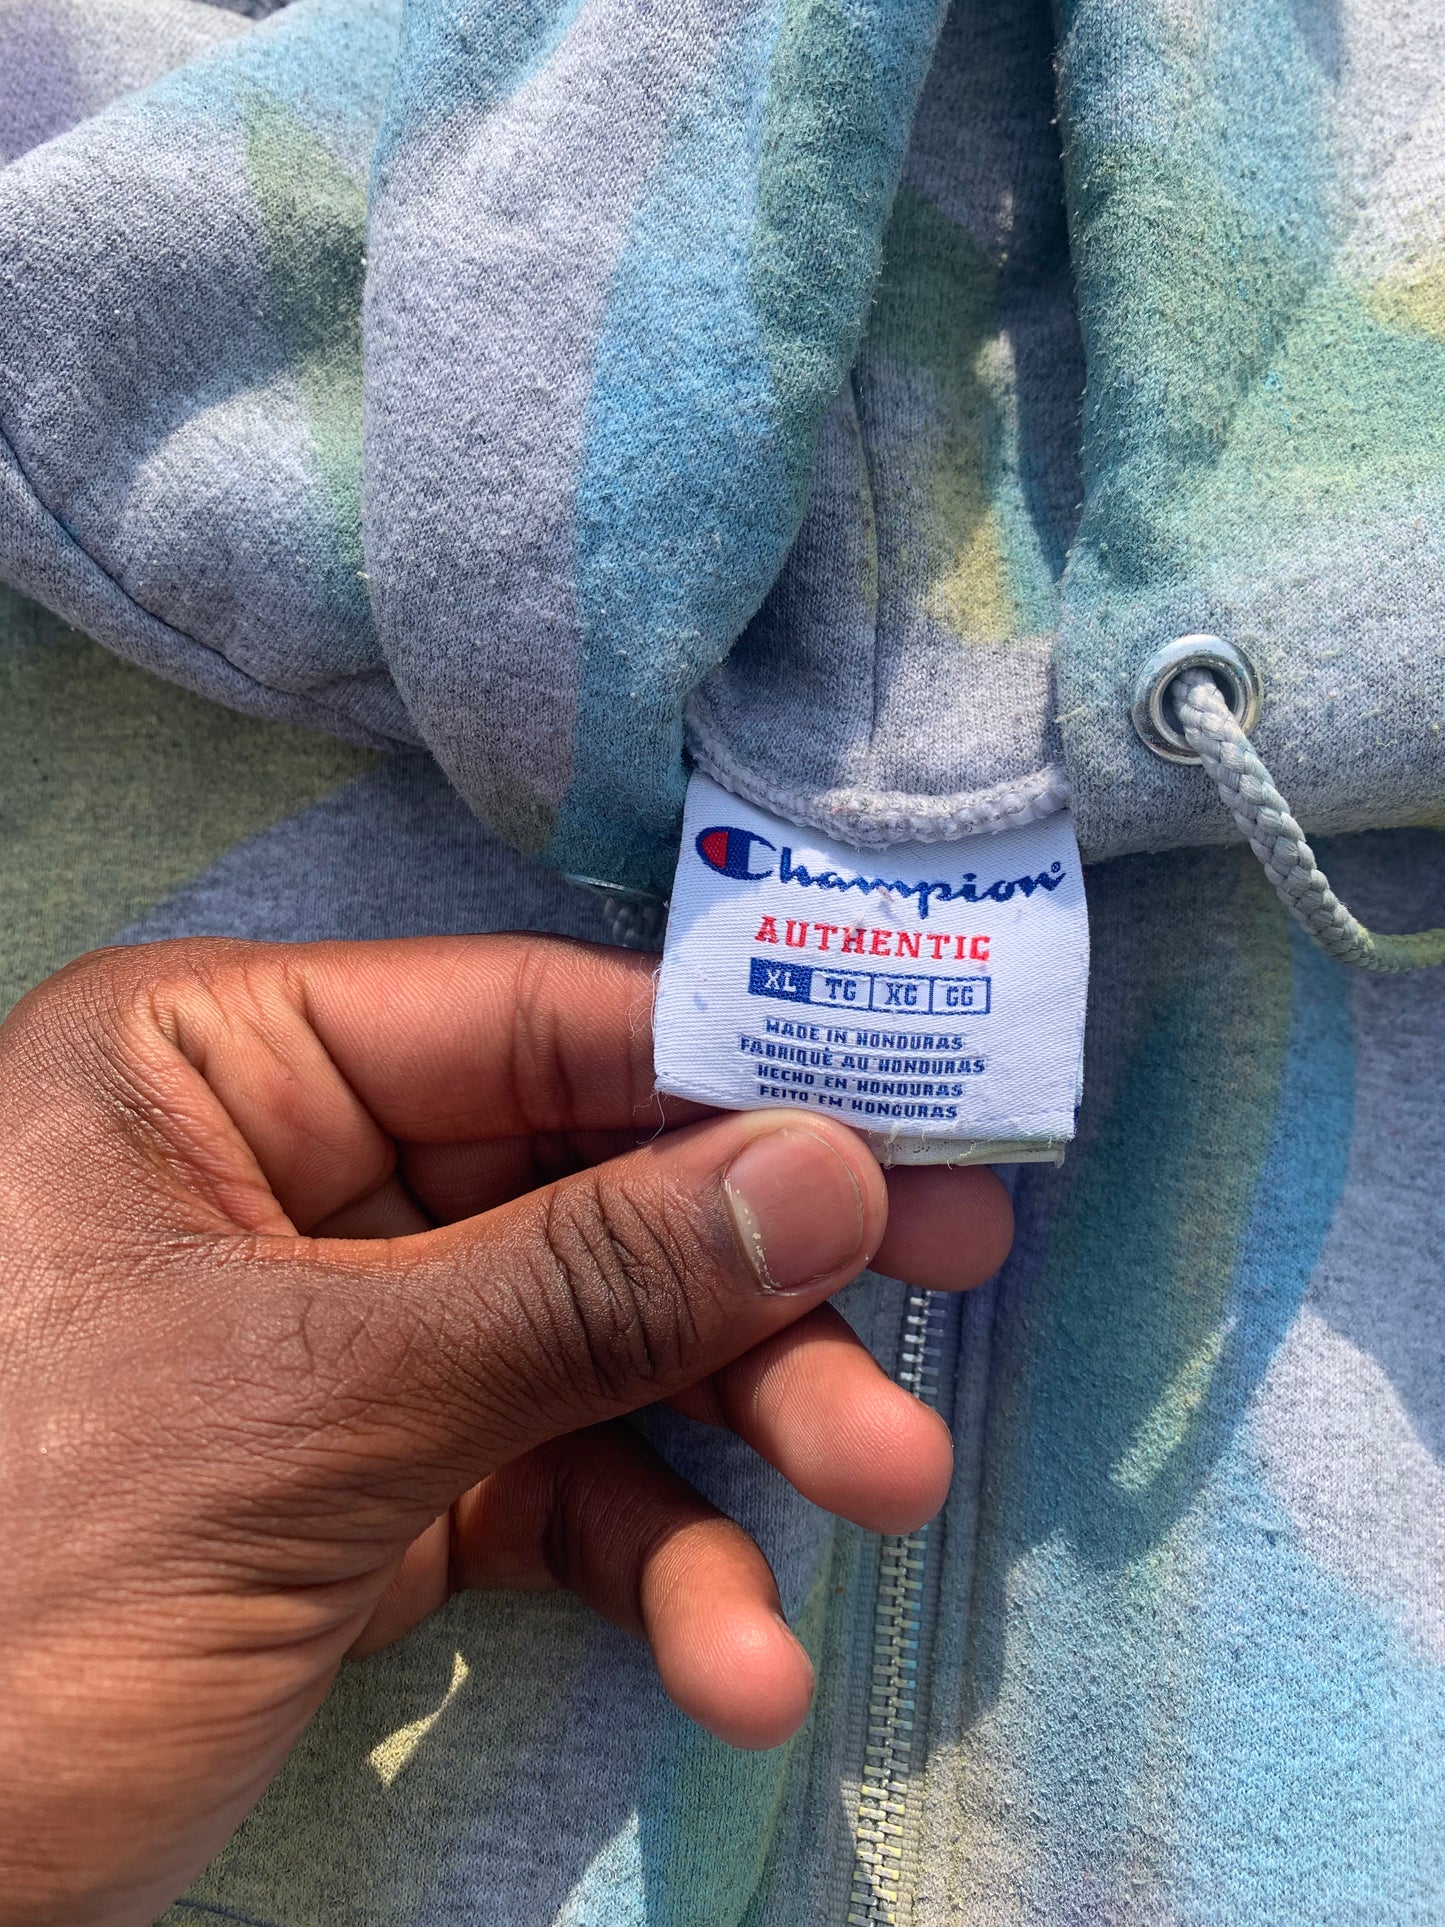 Champion®
AUTHENTIC
XL TG XG GG
MADE IN HONDURAS
FABRIQUÉ AU HONDURAS
HECHO EN HONDURAS
FEITO EM HONDURAS